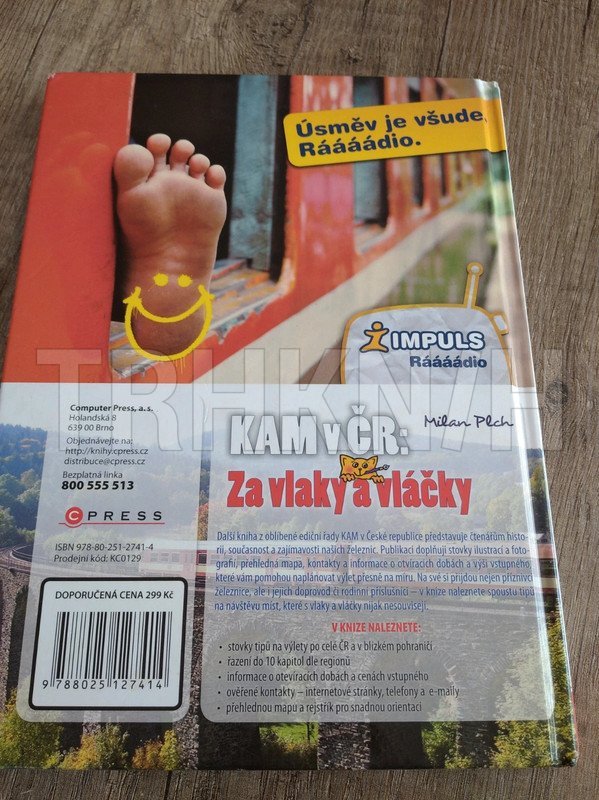 Úsměv je všude
Ráááádio.
IMPULS
Ráááádio
TRHKNIH
Computer Press, a.s.
Holandská 8
639 00 Brno
Objednávejte na:
http://knihy.cpress.cz
distribuce@cpress.cz
Bezplatná linka
800 555 513
CPRESS
ISBN 978-80-251-2741-4
Prodejní kód: KC0129
DOPORUČENÁ CENA 299 Kč
9 788025 127414
Milan Plch
KAM v ČR:
Za vlaky a vláčky
Další kniha z oblíbené ediční řady KAM v České republice představuje čtenářům histo-
rii, současnost a zajímavosti našich železnic. Publikaci doplňují stovky ilustrací a foto-
grafií, přehledná mapa, kontakty a informace o otevíracích dobách a výši vstupného,
které vám pomohou naplánovat výlet přesně na míru. Na své si přijdou nejen příznivci
železnice, ale i jejich doprovod či rodinní příslušníci – v knize naleznete spoustu tipů
na návštěvu míst, které s vlaky a vláčky nijak nesouvisejí.
V KNIZE NALEZNETE:
• stovky tipů na výlety po celé ČR a v blízkém pohraničí
• řazení do 10 kapitol dle regionů
• informace o otevíracích dobách a cenách vstupného
• ověřené kontakty – internetové stránky, telefony a e-maily
• přehlednou mapu a rejstřík pro snadnou orientaci